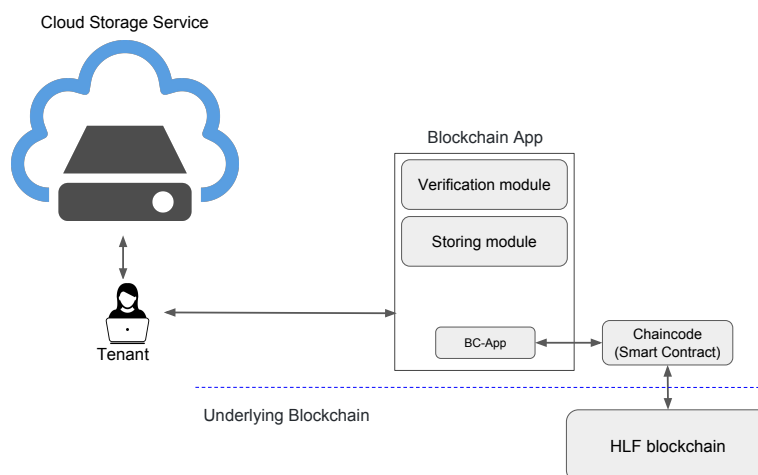 Cloud Storage Service
Blockchain App
Verification module
Storing module
Tenant
BC-App
Chaincode
(Smart Contract)
Underlying Blockchain
HLF blockchain